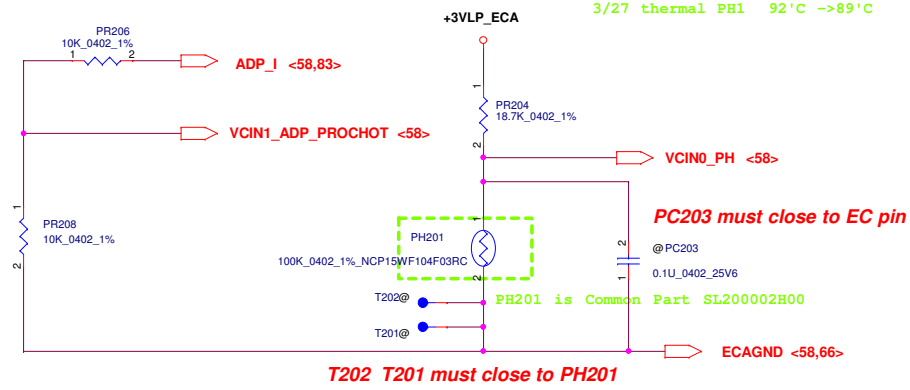 3/27 thermal PH1 92'C ->89'C
+3VLP_ECA
PR206
10K_0402_1%
1
2
ADP_I <58,83>
1
PR204
18.7K_0402_1%
2
VCIN1_ADP_PROCHOT <58>
VCIN0_PH <58>
1
PR208
10K_0402_1%
2
1
PH201
100K_0402_1%_NCP15WF104F03RC
2
PC203 must close to EC pin
2
@PC203
0.1U_0402_25V6
1
T202@
PH201 is Common Part SL200002H00
T201@
ECAGND <58,66>
T202 T201 must close to PH201